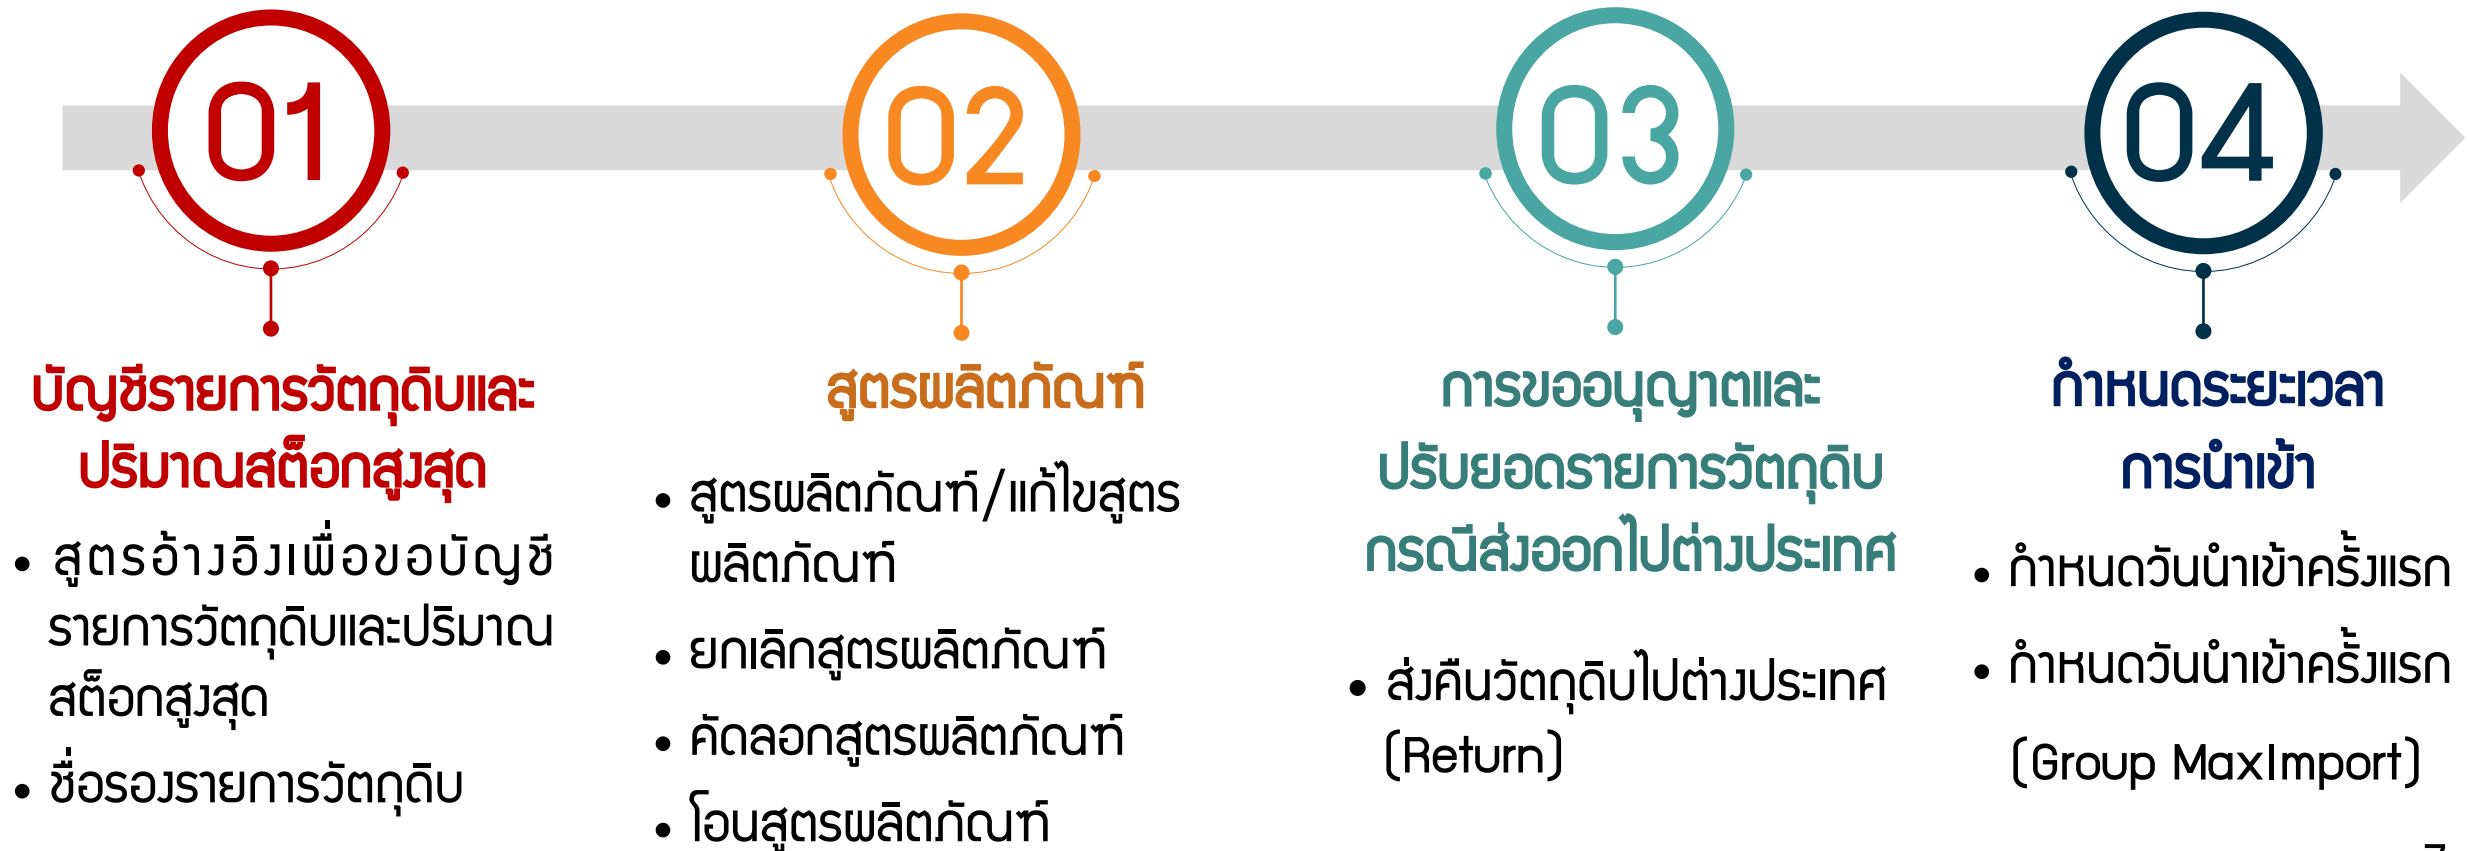 01
บัญชีรายการวัตถุดิบและ
ปริมาณสต็อกสูงสุด
• สูตรอ้างอิงเพื่อขอบัญชี
รายการวัตถุดิบและปริมาณ
สต็อกสูงสุด
• ชื่อรองรายการวัตถุดิบ
02
สูตรผลิตภัณฑ์
• สูตรผลิตภัณฑ์/แก้ไขสูตร
ผลิตภัณฑ์
• ยกเลิกสูตรผลิตภัณฑ์
• คัดลอกสูตรผลิตภัณฑ์
• โอนสูตรผลิตภัณฑ์
03
การขออนุญาตและ
ปรับยอดรายการวัตถุดิบ
กรณีส่งออกไปต่างประเทศ
• ส่งคืนวัตถุดิบไปต่างประเทศ
(Return)
04
กำหนดระยะเวลา
การนำเข้า
• กำหนดวันนำเข้าครั้งแรก
• กำหนดวันนำเข้าครั้งแรก
(Group MaxImport)